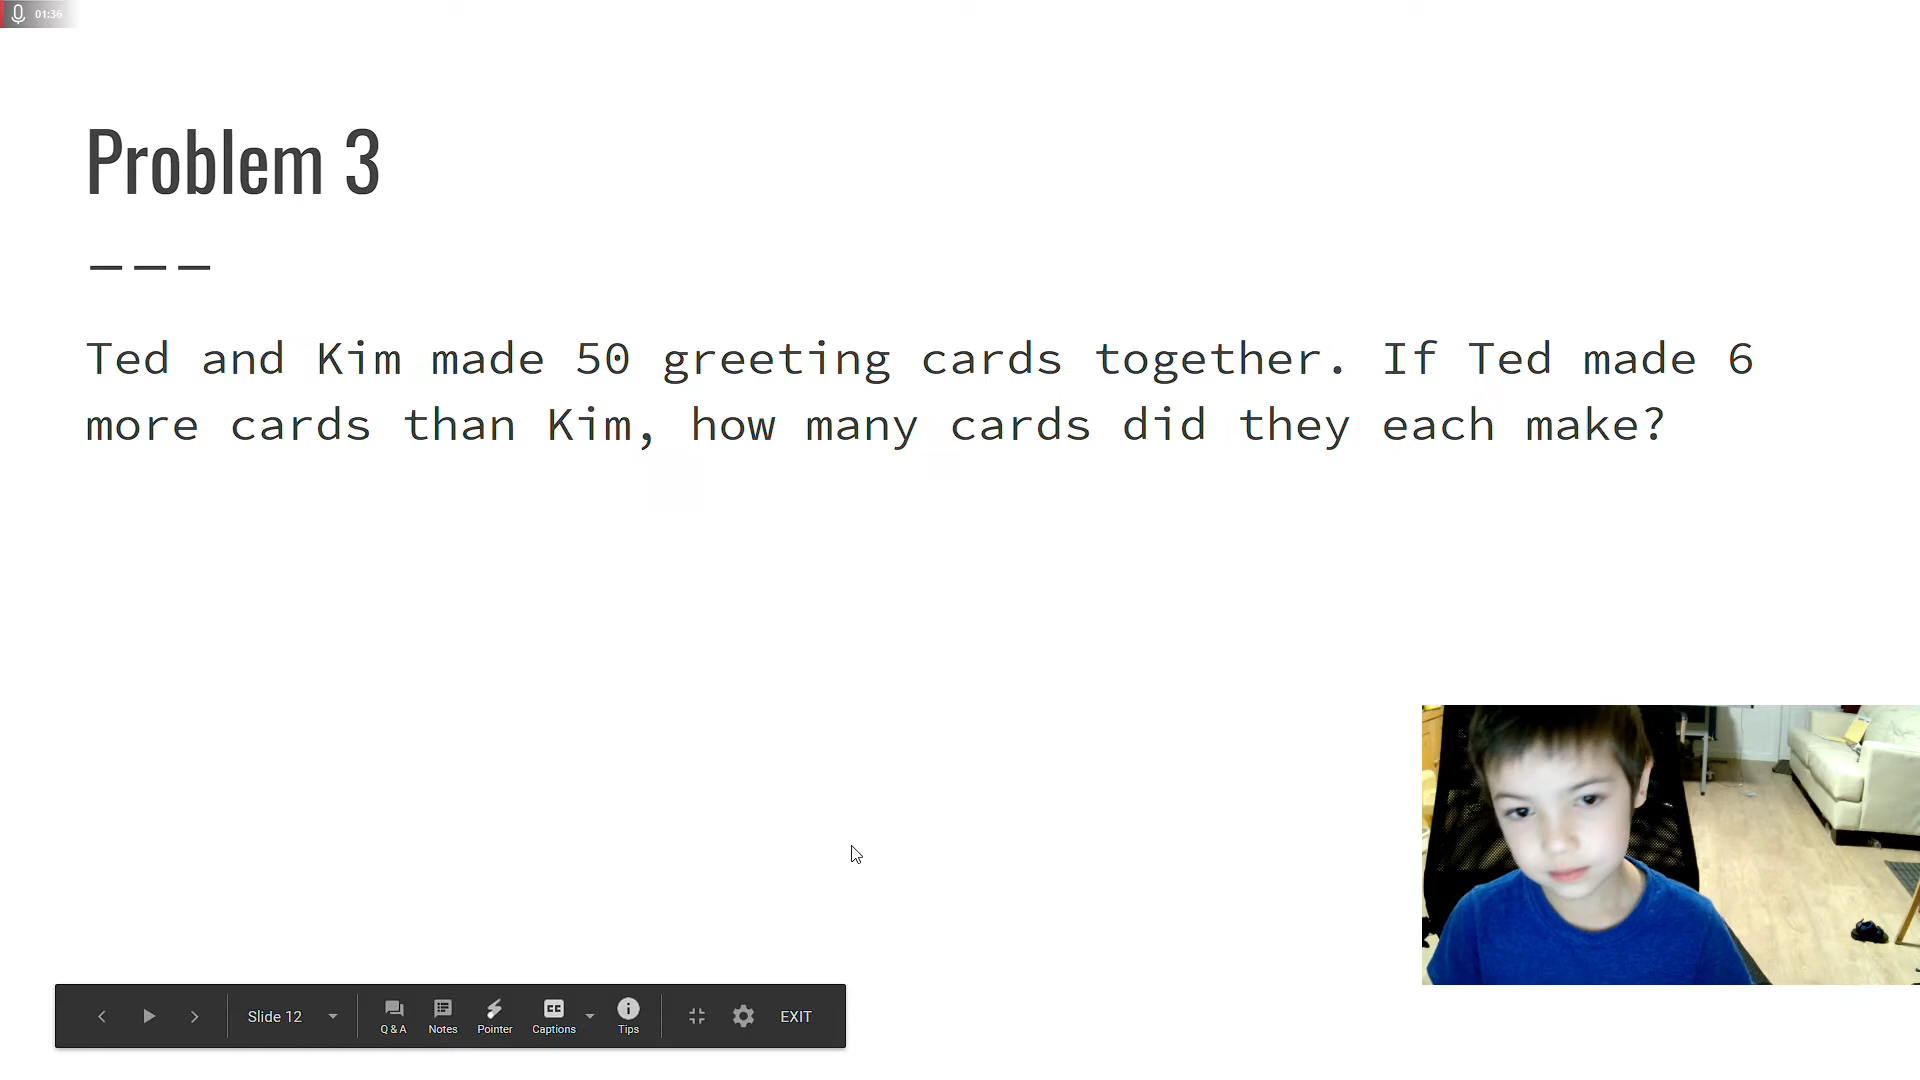 01:36
Problem 3
———
Ted and Kim made 50 greeting cards together. If Ted made 6
more cards than Kim, how many cards did they each make?
Slide 12
Q & A
Notes
Pointer
Captions
Tips
EXIT